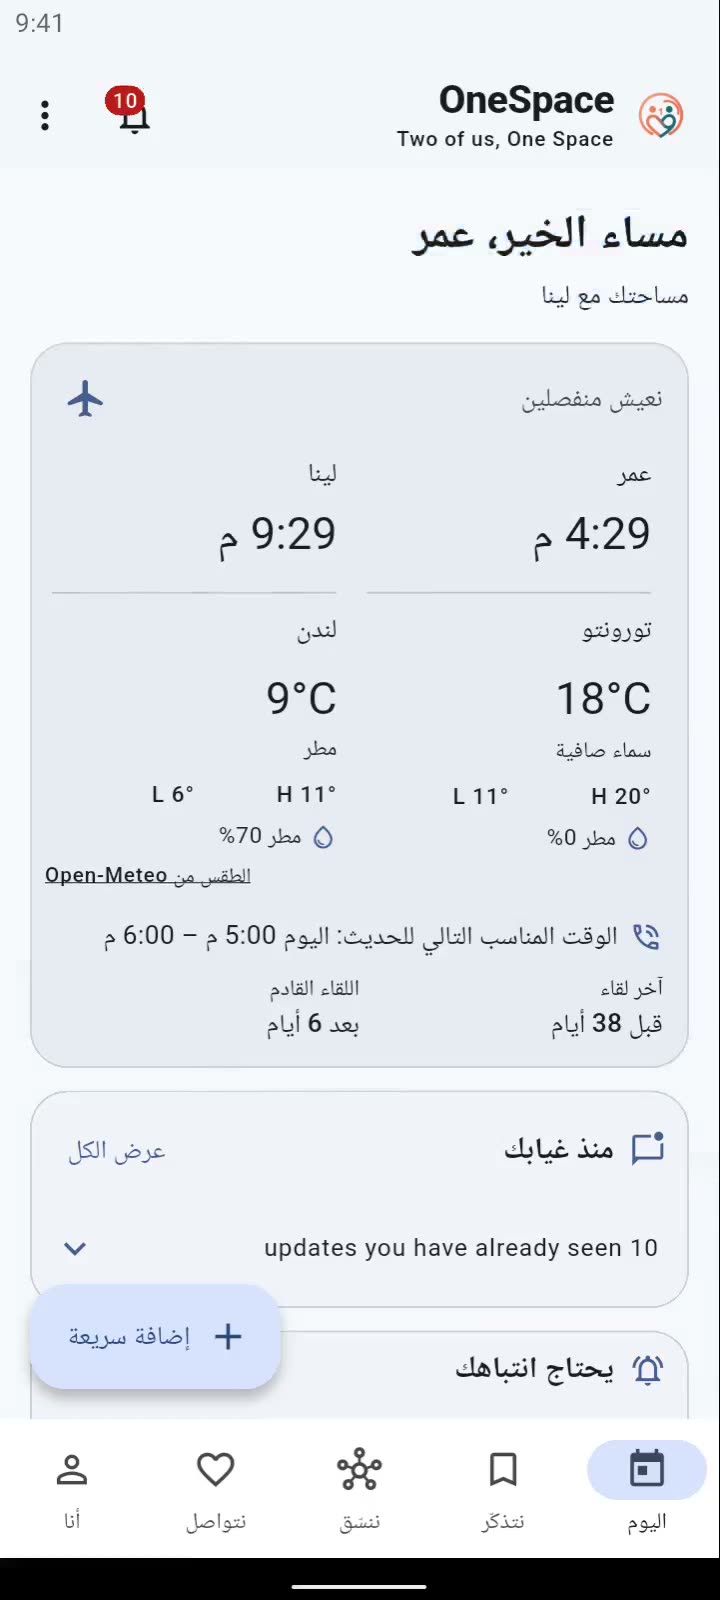 9:41
OneSpace
Two of us, One Space
10
مساء الخير، عمر
مساحتك مع لينا
نعيش منفصلين
عمر
4:29 م
لينا
9:29 م
تورونتو
18°C
سماء صافية
H 20° L 11°
مطر 0%
لندن
9°C
مطر
H 11° L 6°
مطر 70%
الطقس من Open-Meteo
الوقت المناسب التالي للحديث: اليوم 5:00 م – 6:00 م
آخر لقاء
قبل 38 أيام
اللقاء القادم
بعد 6 أيام
منذ غيابك
عرض الكل
updates you have already seen 10
إضافة سريعة
يحتاج انتباهك
اليوم
نتذكّر
ننسّق
نتواصل
أنا